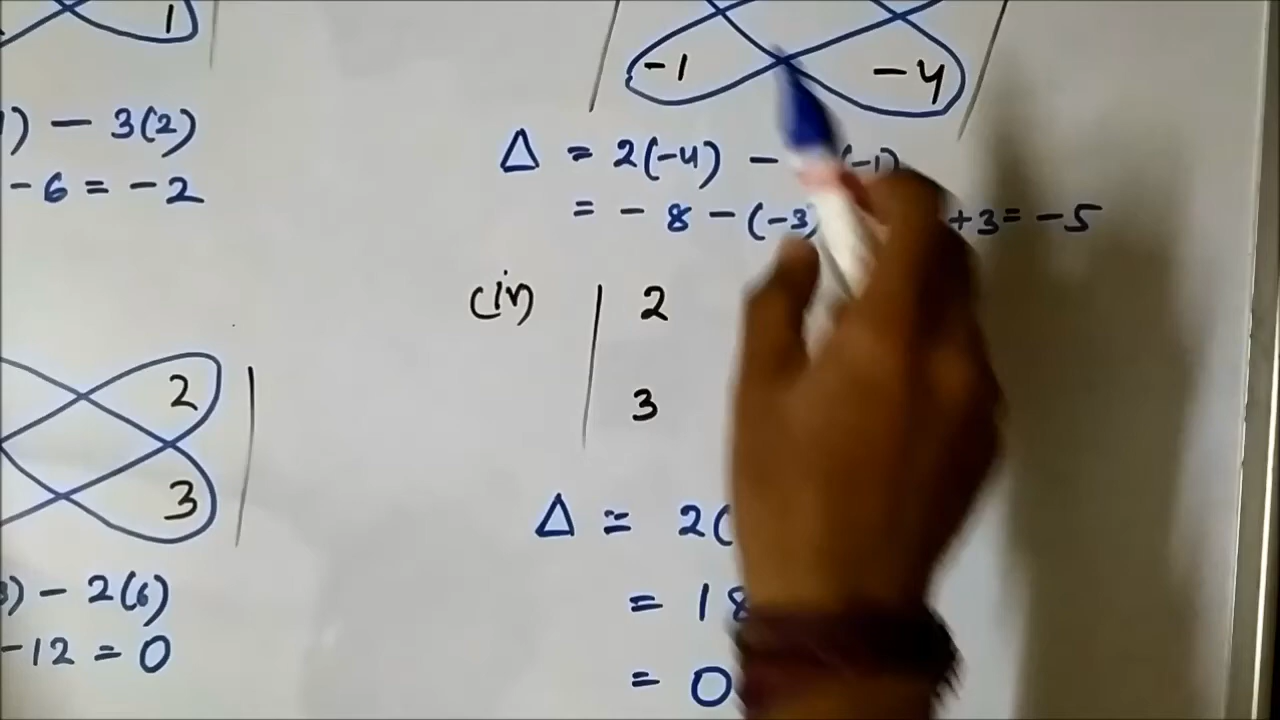 1
) - 3(2)
- 6 = - 2
2
3
) - 2(6)
- 12 = 0
-1 -4
Δ = 2(-4) - (-1)
= - 8 - (-3) +3 = -5
(iv) 2
3
Δ = 2(
= 18
= 0